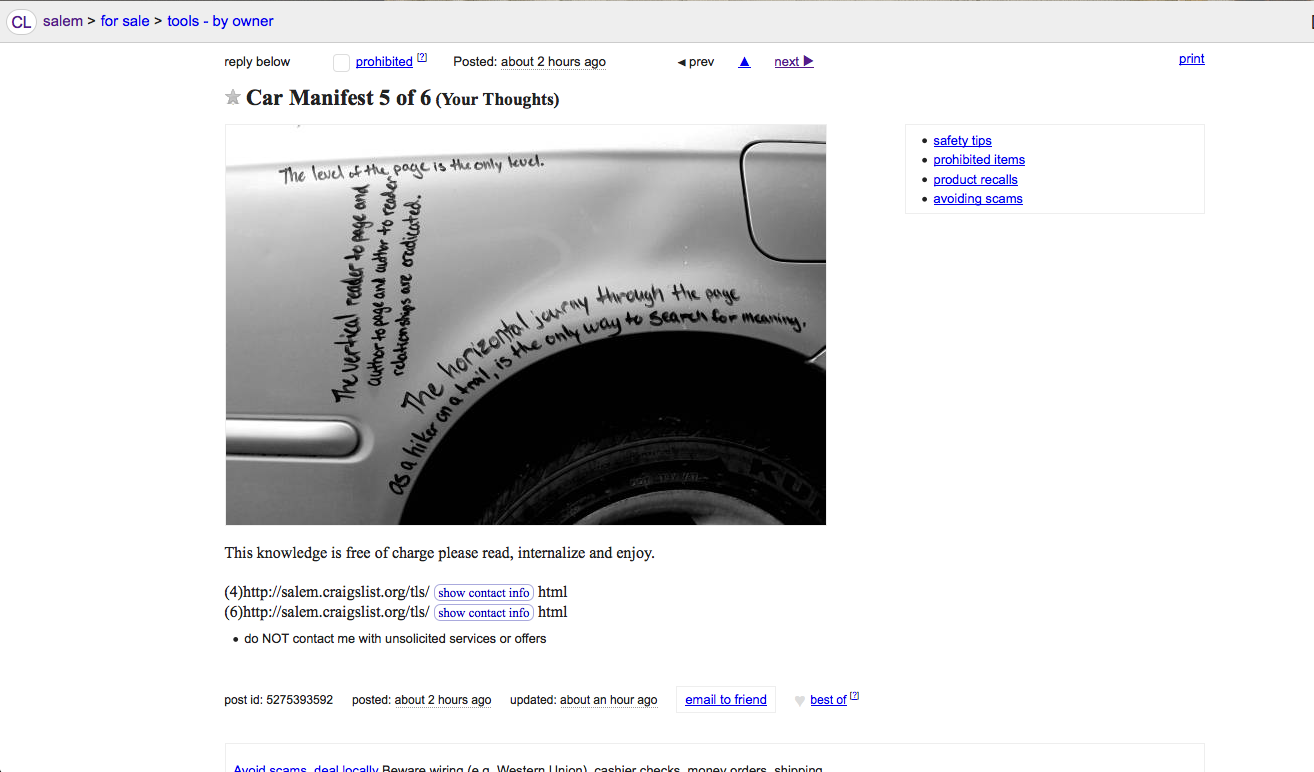 CL salem > for sale > tools - by owner
reply below prohibited [?] Posted: about 2 hours ago ◄ prev ▲ next ► print
★ Car Manifest 5 of 6 (Your Thoughts)
The level of the page is the only level.
The vertical reader to page and
author to page and author to reader
relationships are eradicated.
The horizontal journy through the page
as a hiker on a trail, is the only way to search for meaning.
KU
• safety tips
• prohibited items
• product recalls
• avoiding scams
This knowledge is free of charge please read, internalize and enjoy.
(4)http://salem.craigslist.org/tls/ show contact info html
(6)http://salem.craigslist.org/tls/ show contact info html
• do NOT contact me with unsolicited services or offers
post id: 5275393592 posted: about 2 hours ago updated: about an hour ago email to friend ♥ best of [?]
Avoid scams, deal locally Beware wiring (e.g. Western Union), cashier checks, money orders, shipping.